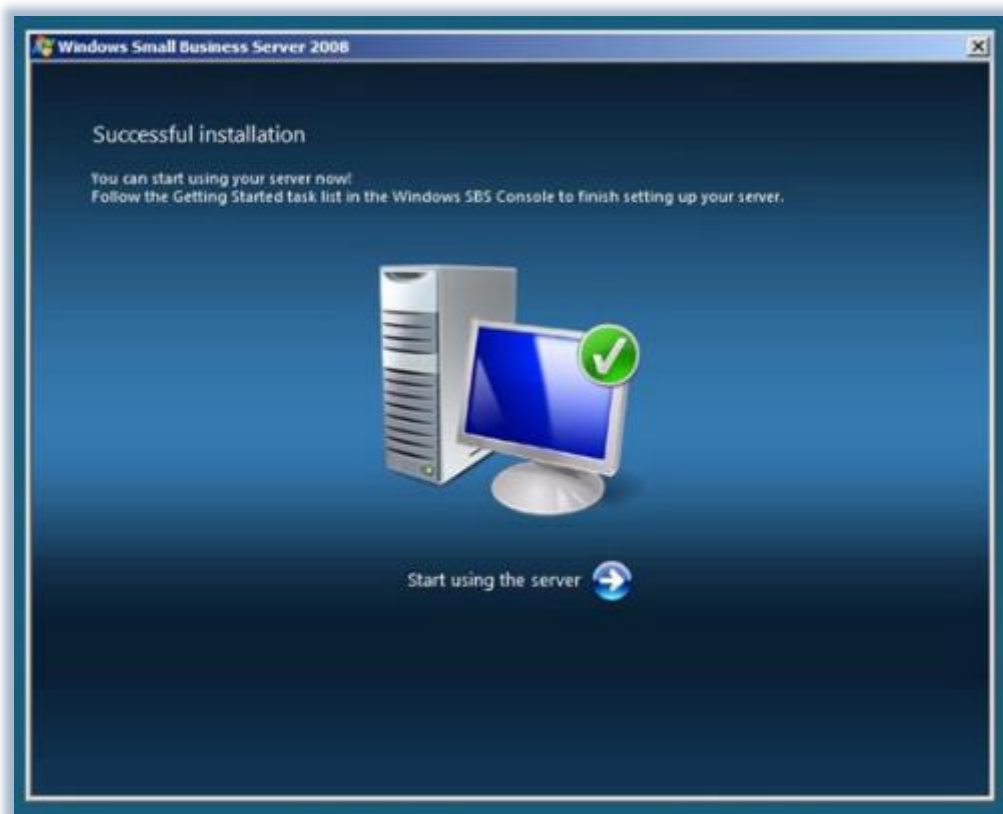 Windows Small Business Server 2008
Successful installation
You can start using your server now!
Follow the Getting Started task list in the Windows SBS Console to finish setting up your server.
Start using the server